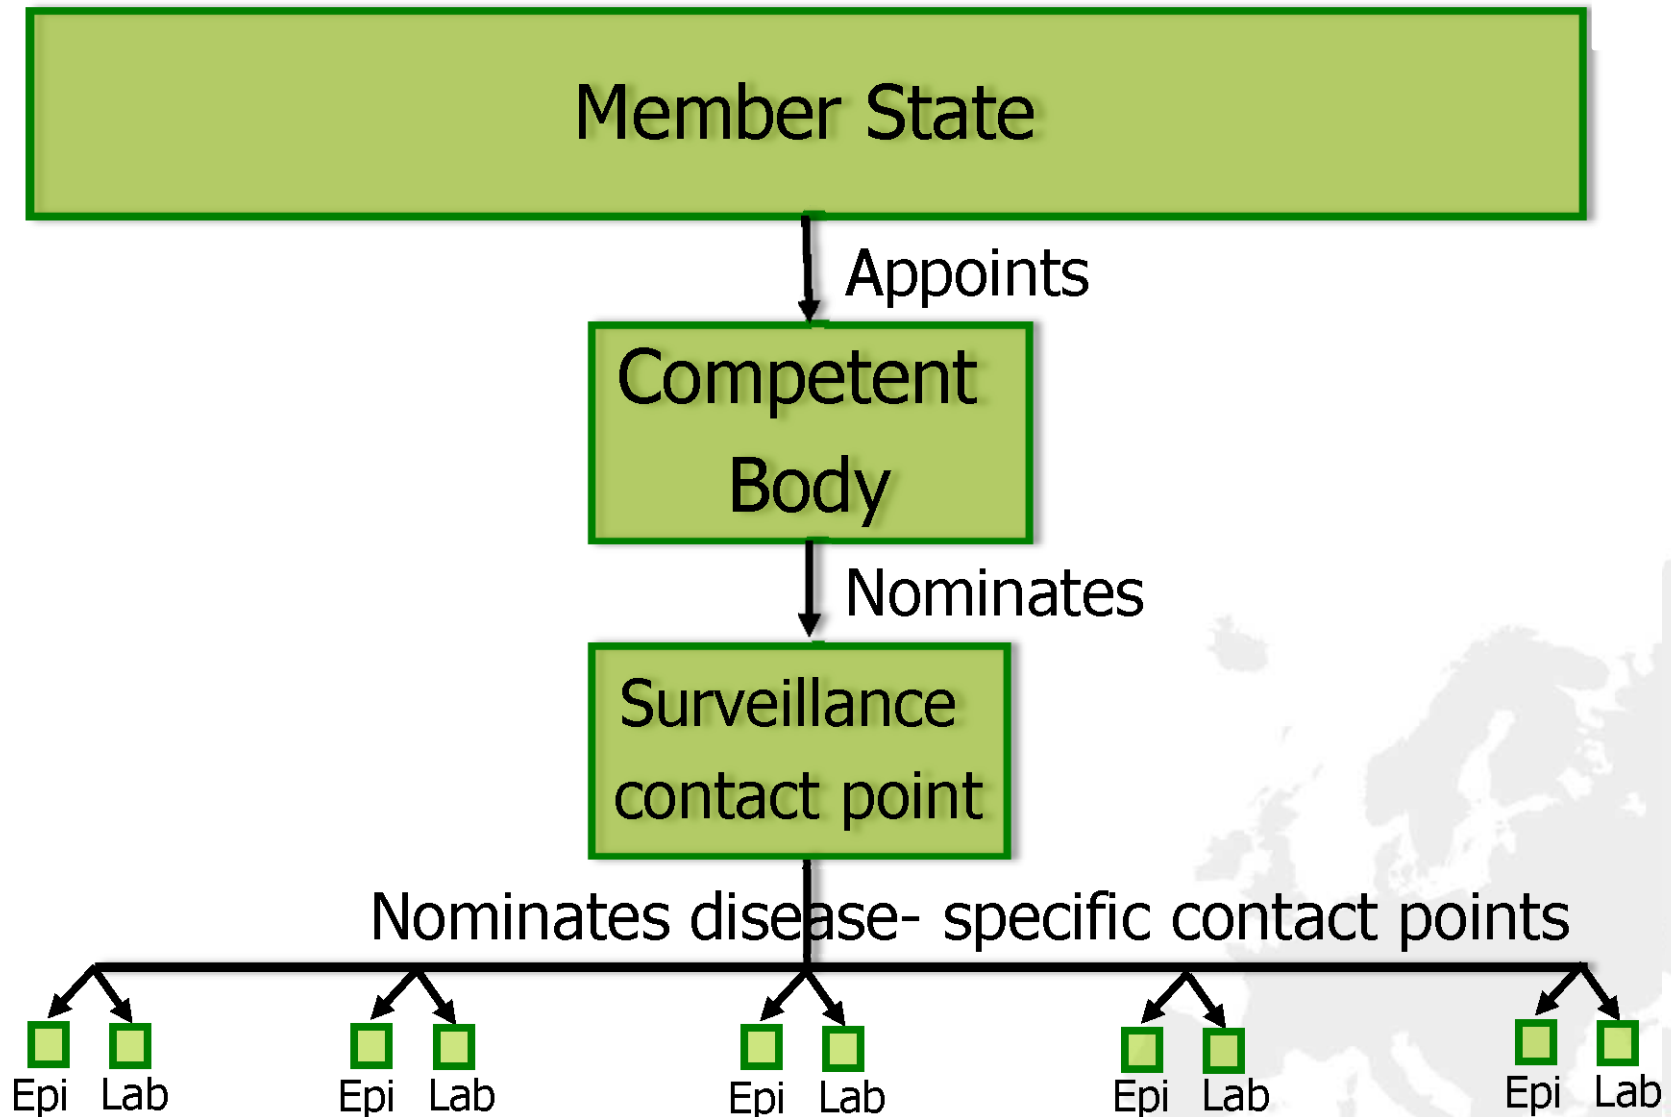 Member State
Appoints
Competent
Body
Nominates
Surveillance
contact point
Nominates disease- specific contact points
Epi Lab Epi Lab Epi Lab Epi Lab Epi Lab